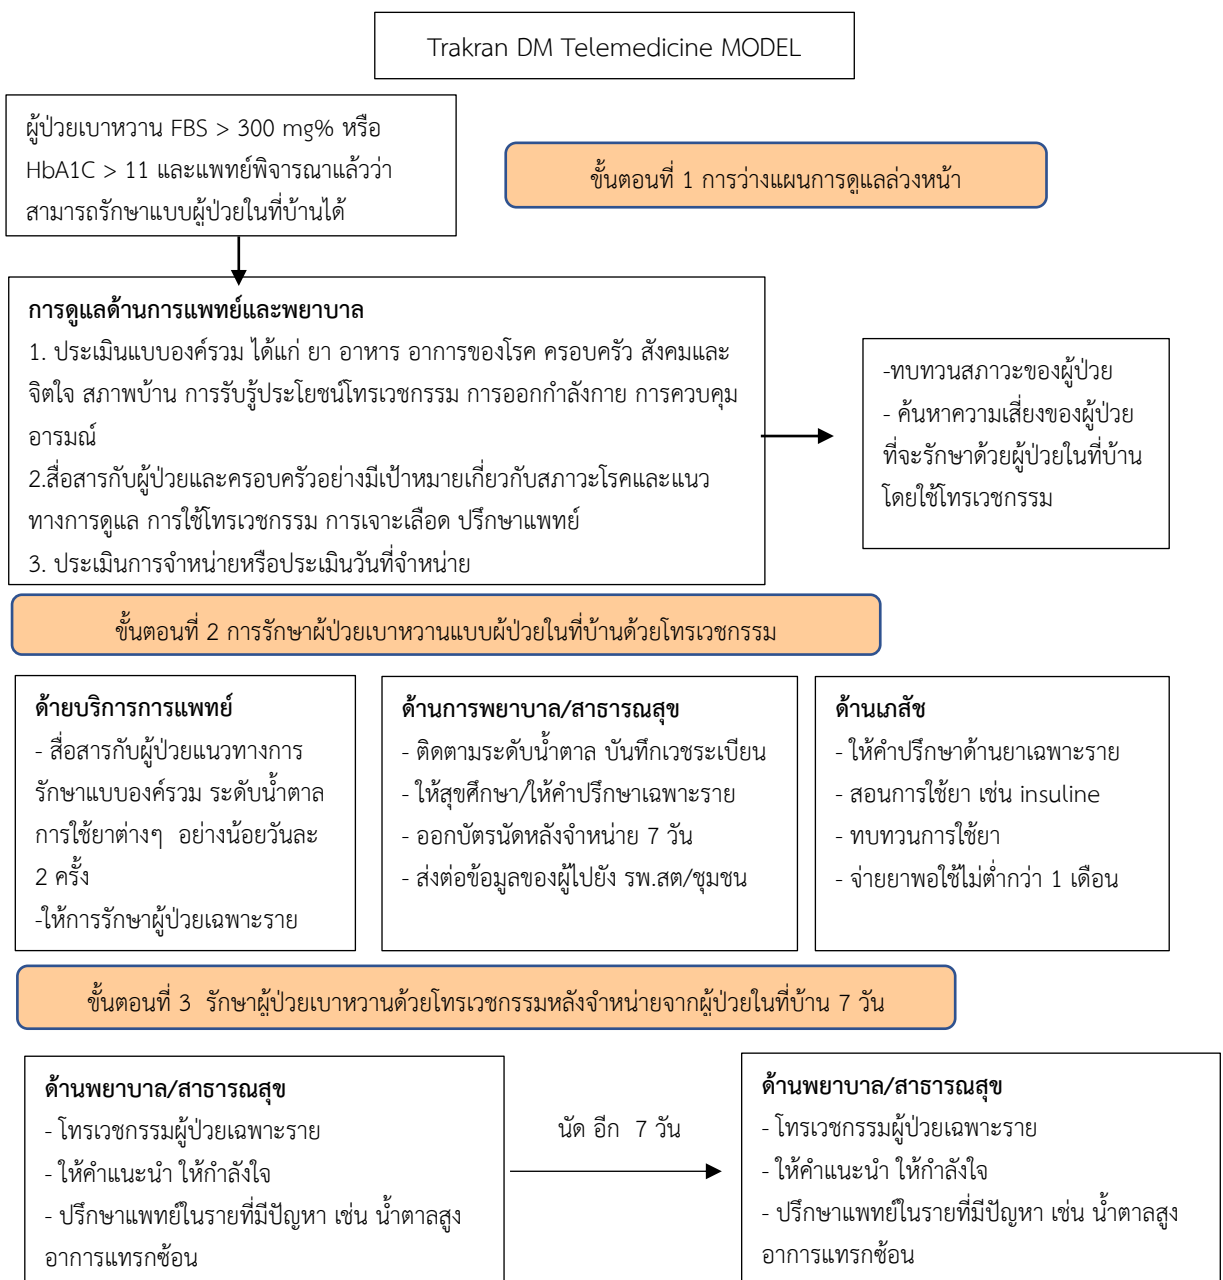 Trakran DM Telemedicine MODEL
ผู้ป่วยเบาหวาน FBS > 300 mg% หรือ
HbA1C > 11 และแพทย์พิจารณาแล้วว่า
สามารถรักษาแบบผู้ป่วยในที่บ้านได้
ขั้นตอนที่ 1 การว่างแผนการดูแลล่วงหน้า
การดูแลด้านการแพทย์และพยาบาล
1. ประเมินแบบองค์รวม ได้แก่ ยา อาหาร อาการของโรค ครอบครัว สังคมและ
จิตใจ สภาพบ้าน การรับรู้ประโยชน์โทรเวชกรรม การออกกำลังกาย การควบคุม
อารมณ์
2.สื่อสารกับผู้ป่วยและครอบครัวอย่างมีเป้าหมายเกี่ยวกับสภาวะโรคและแนว
ทางการดูแล การใช้โทรเวชกรรม การเจาะเลือด ปรึกษาแพทย์
3. ประเมินการจำหน่ายหรือประเมินวันที่จำหน่าย
-ทบทวนสภาวะของผู้ป่วย
- ค้นหาความเสี่ยงของผู้ป่วย
ที่จะรักษาด้วยผู้ป่วยในที่บ้าน
โดยใช้โทรเวชกรรม
ขั้นตอนที่ 2 การรักษาผู้ป่วยเบาหวานแบบผู้ป่วยในที่บ้านด้วยโทรเวชกรรม
ด้ายบริการการแพทย์
- สื่อสารกับผู้ป่วยแนวทางการ
รักษาแบบองค์รวม ระดับน้ำตาล
การใช้ยาต่างๆ อย่างน้อยวันละ
2 ครั้ง
-ให้การรักษาผู้ป่วยเฉพาะราย
ด้านการพยาบาล/สาธารณสุข
- ติดตามระดับน้ำตาล บันทึกเวชระเบียน
- ให้สุขศึกษา/ให้คำปรึกษาเฉพาะราย
- ออกบัตรนัดหลังจำหน่าย 7 วัน
- ส่งต่อข้อมูลของผู้ไปยัง รพ.สต/ชุมชน
ด้านเภสัช
- ให้คำปรึกษาด้านยาเฉพาะราย
- สอนการใช้ยา เช่น insuline
- ทบทวนการใช้ยา
- จ่ายยาพอใช้ไม่ต่ำกว่า 1 เดือน
ขั้นตอนที่ 3 รักษาผู้ป่วยเบาหวานด้วยโทรเวชกรรมหลังจำหน่ายจากผู้ป่วยในที่บ้าน 7 วัน
ด้านพยาบาล/สาธารณสุข
- โทรเวชกรรมผู้ป่วยเฉพาะราย
- ให้คำแนะนำ ให้กำลังใจ
- ปรึกษาแพทย์ในรายที่มีปัญหา เช่น น้ำตาลสูง
อาการแทรกซ้อน
นัด อีก 7 วัน
ด้านพยาบาล/สาธารณสุข
- โทรเวชกรรมผู้ป่วยเฉพาะราย
- ให้คำแนะนำ ให้กำลังใจ
- ปรึกษาแพทย์ในรายที่มีปัญหา เช่น น้ำตาลสูง
อาการแทรกซ้อน